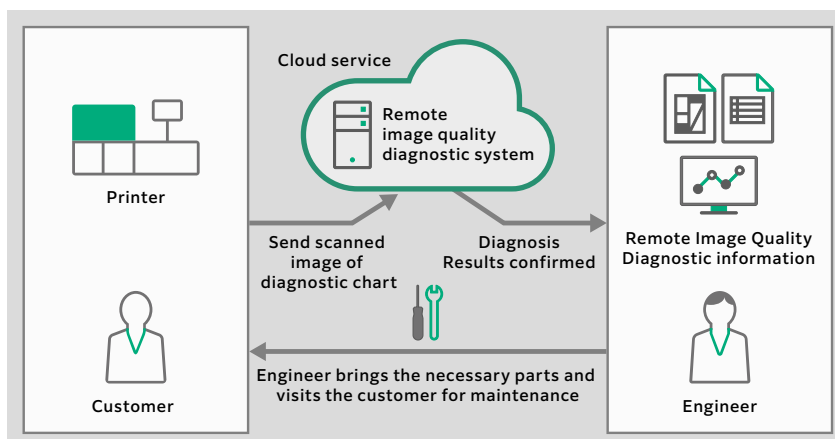 Cloud service
Remote
image quality
diagnostic system
Printer
Send scanned
image of
diagnostic chart
Diagnosis
Results confirmed
Remote Image Quality
Diagnostic information
Customer
Engineer brings the necessary parts and
visits the customer for maintenance
Engineer